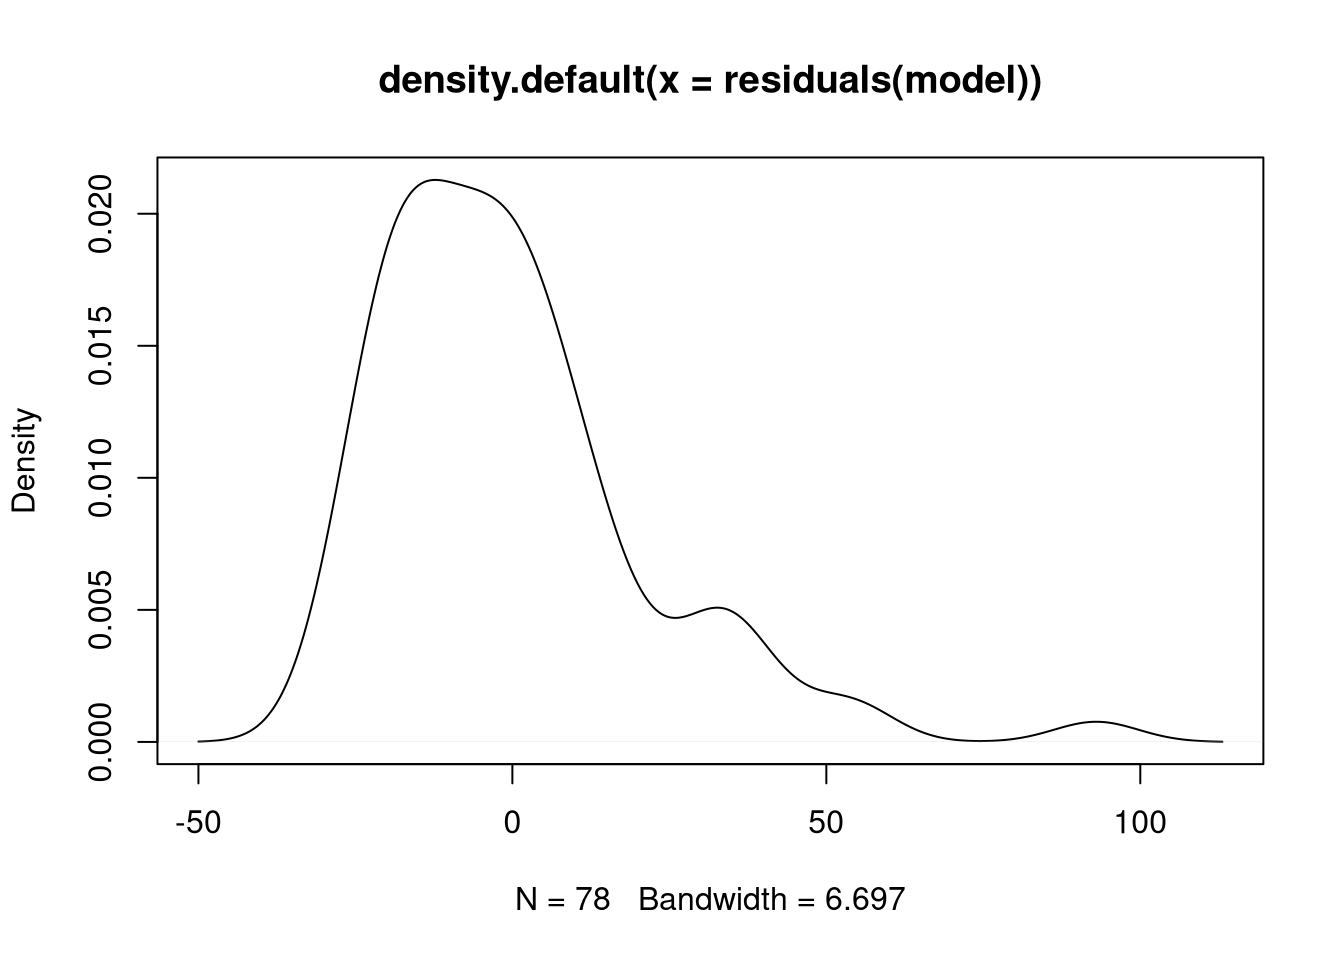 density.default(x = residuals(model))
Density
0.020
0.015
0.010
0.005
0.000
-50 0 50 100
N = 78 Bandwidth = 6.697